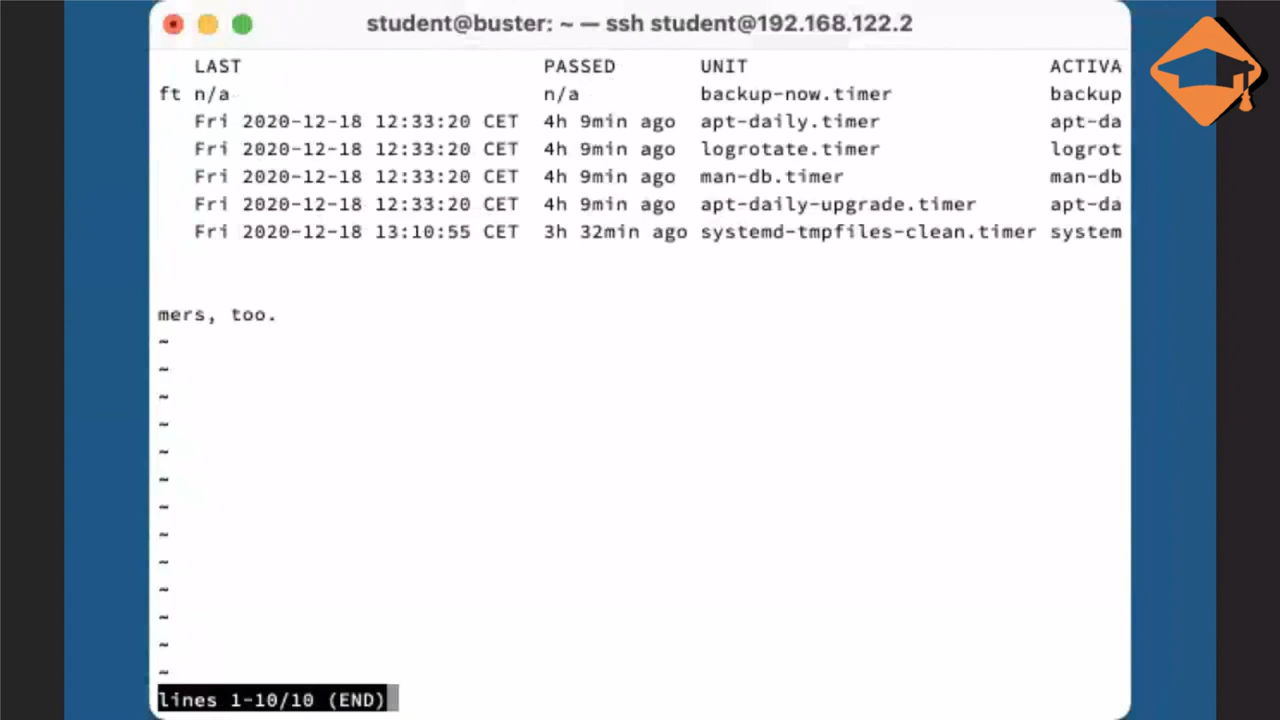 student@buster: ~ — ssh student@192.168.122.2
LAST PASSED UNIT ACTIVA
ft n/a n/a backup-now.timer backup
Fri 2020-12-18 12:33:20 CET 4h 9min ago apt-daily.timer apt-da
Fri 2020-12-18 12:33:20 CET 4h 9min ago logrotate.timer logrot
Fri 2020-12-18 12:33:20 CET 4h 9min ago man-db.timer man-db
Fri 2020-12-18 12:33:20 CET 4h 9min ago apt-daily-upgrade.timer apt-da
Fri 2020-12-18 13:10:55 CET 3h 32min ago systemd-tmpfiles-clean.timer system
mers, too.
~
~
~
~
~
~
~
~
~
~
~
~
~
lines 1-10/10 (END)